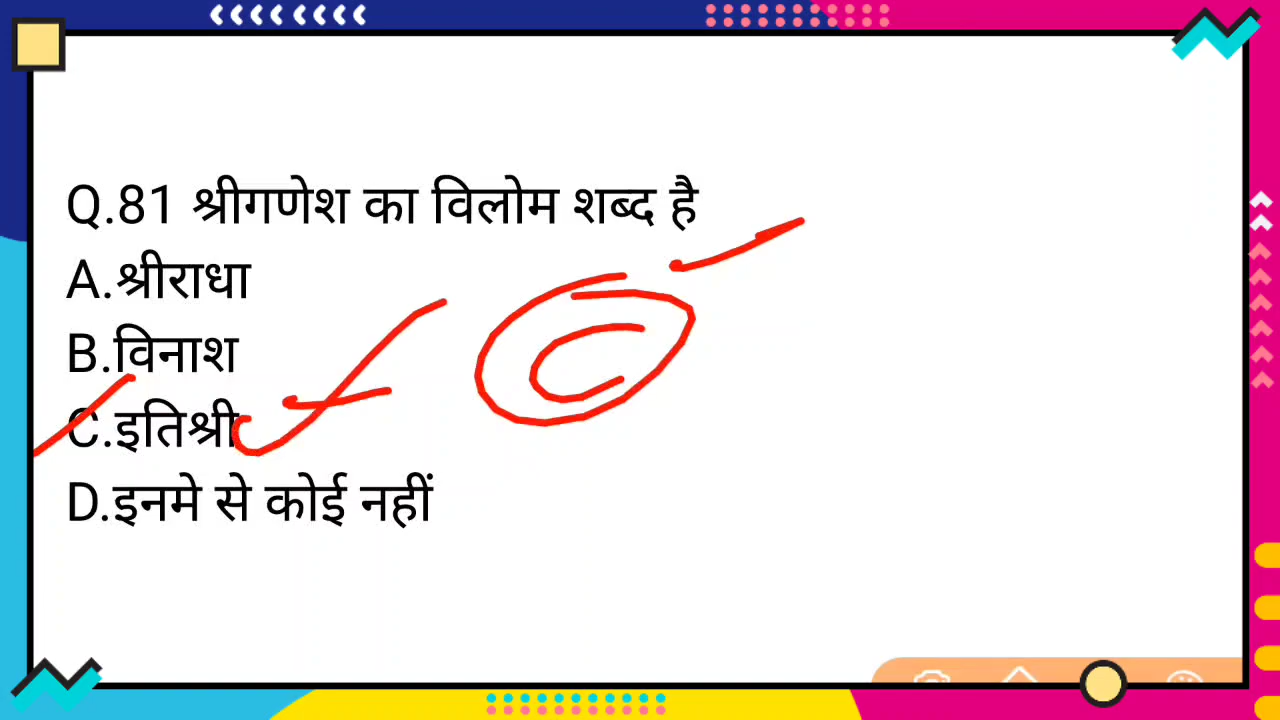 Q.81 श्रीगणेश का विलोम शब्द है
A.श्रीराधा
B.विनाश
C.इतिश्री
C
D.इनमे से कोई नहीं